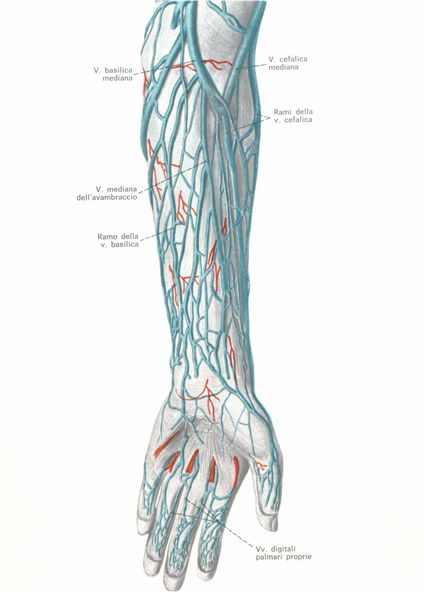 V. basilica
mediana
V. cefalica
mediana
Rami della
v. cefalica
V. mediana
dell'avambraccio
Ramo della
v. basilica
Vv. digitali
palmari proprie